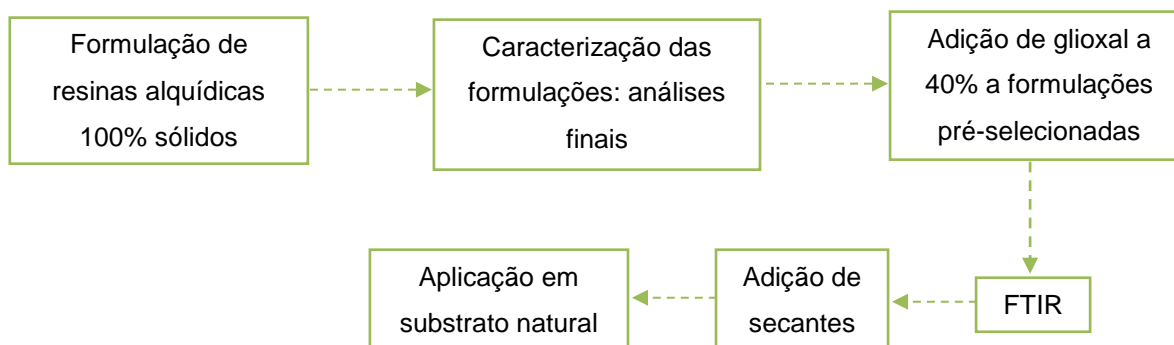 Formulação de
resinas alquídicas
100% sólidos
Caracterização das
formulações: análises
finais
Adição de glioxal a
40% a formulações
pré-selecionadas
FTIR
Adição de
secantes
Aplicação em
substrato natural